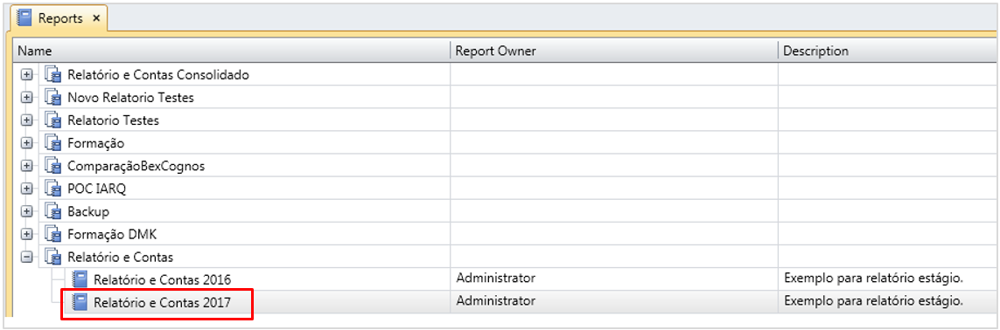 Reports ×
Name Report Owner Description
Relatório e Contas Consolidado
Novo Relatorio Testes
Relatorio Testes
Formação
ComparaçãoBexCognos
POC IARQ
Backup
Formação DMK
Relatório e Contas
Relatório e Contas 2016 Administrator Exemplo para relatório estágio.
Relatório e Contas 2017 Administrator Exemplo para relatório estágio.